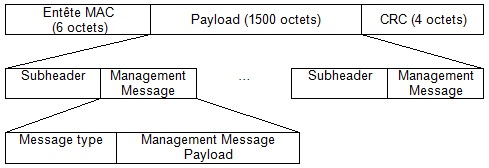 Entête MAC
(6 octets)
Payload (1500 octets)
CRC (4 octets)
Subheader
Management
Message
...
Subheader
Management
Message
Message type
Management Message
Payload